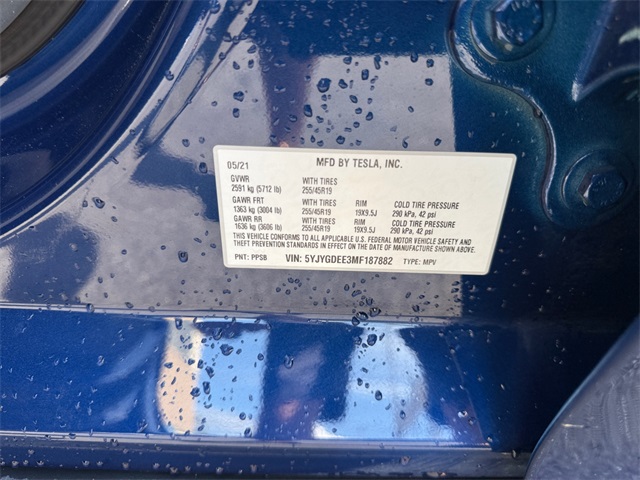 05/21 MFD BY TESLA, INC.
GVWR WITH TIRES
2591 kg (5712 lb) 255/45R19
GAWR FRT WITH TIRES RIM COLD TIRE PRESSURE
1363 kg (3004 lb) 255/45R19 19X9.5J 290 kPa, 42 psi
GAWR RR WITH TIRES RIM COLD TIRE PRESSURE
1636 kg (3606 lb) 255/45R19 19X9.5J 290 kPa, 42 psi
THIS VEHICLE CONFORMS TO ALL APPLICABLE U.S. FEDERAL MOTOR VEHICLE SAFETY AND
THEFT PREVENTION STANDARDS IN EFFECT ON THE DATE OF MANUFACTURE SHOWN ABOVE.
PNT: PPSB VIN: 5YJYGDEE3MF187882 TYPE: MPV